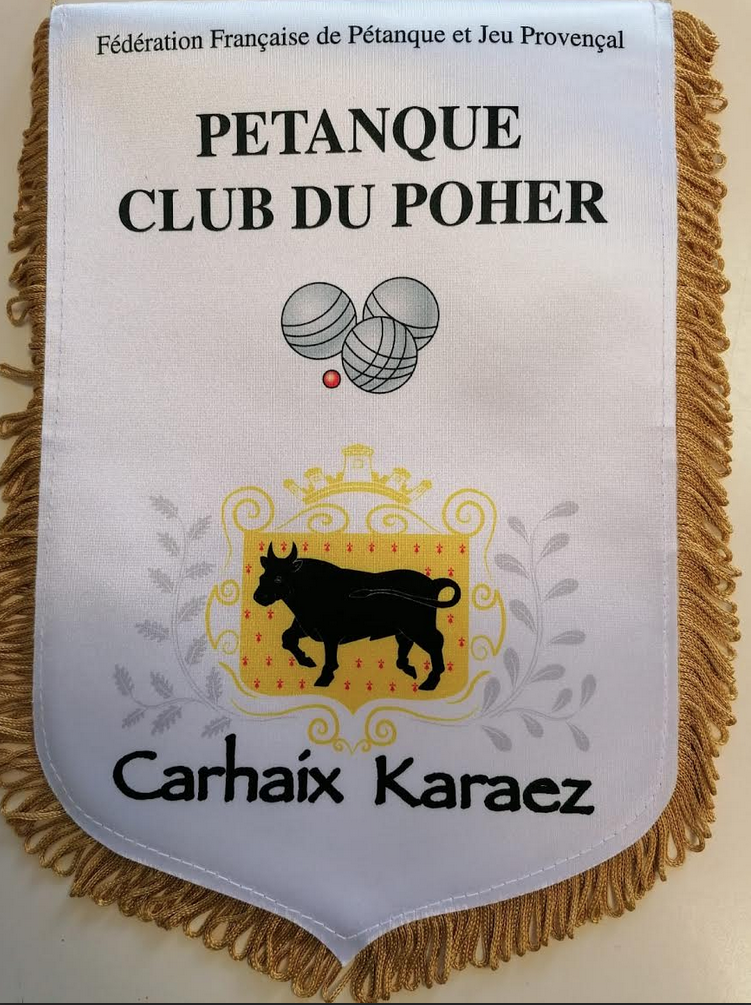 Fédération Française de Pétanque et Jeu Provençal
PETANQUE
CLUB DU POHER
Carhaix Karaez